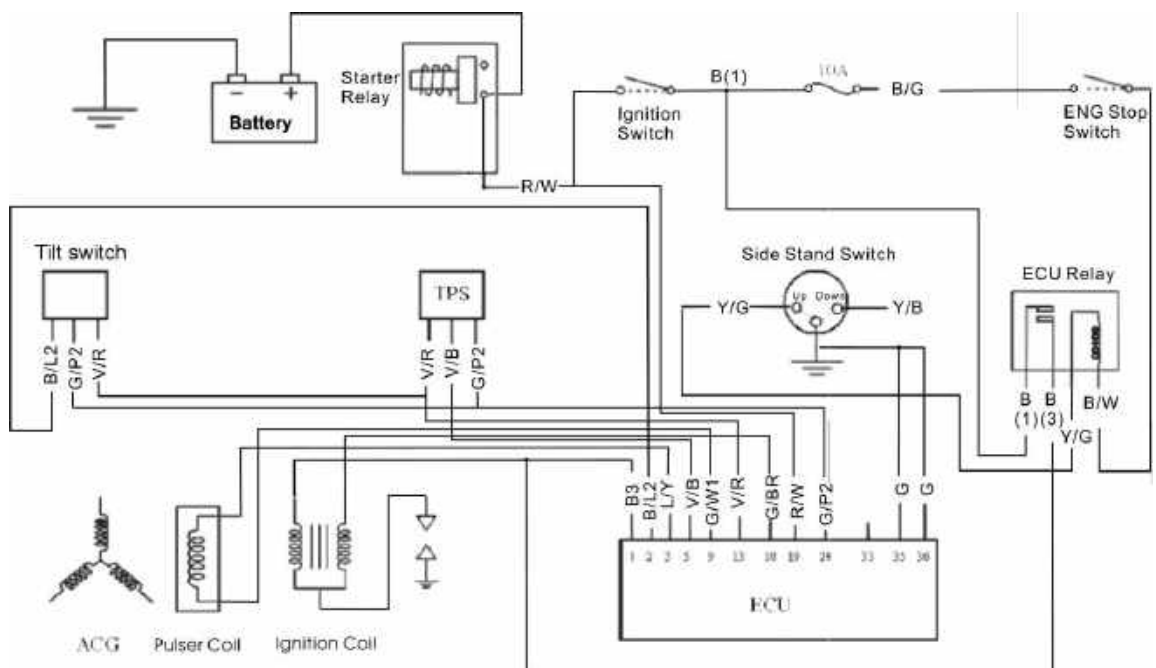 Battery
Starter
Relay
R/W
Ignition
Switch
B(1)
10A
B/G
ENG Stop
Switch
Tilt switch
B/L2
G/P2
V/R
TPS
V/R
V/B
G/P2
Side Stand Switch
Up Down
Y/G
Y/B
ECU Relay
B
(1)
B
(3)
Y/G
B/W
B3
B/L2
L/Y
V/B
G/W1
V/R
G/BR
R/W
G/P2
G
G
1 2 3 5 9 13 18 19 24 33 35 36
ECU
ACG
Pulser Coil
Ignition Coil